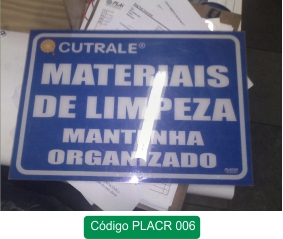 CUTRALE®
MATERIAIS
DE LIMPEZA
MANTENHA
ORGANIZADO
Código PLACR 006